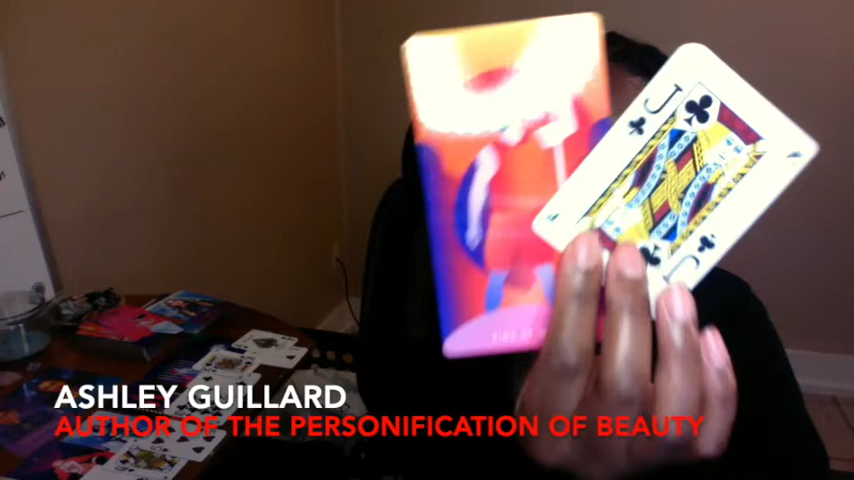 J
ASHLEY GUILLARD
AUTHOR OF THE PERSONIFICATION OF BEAUTY
J